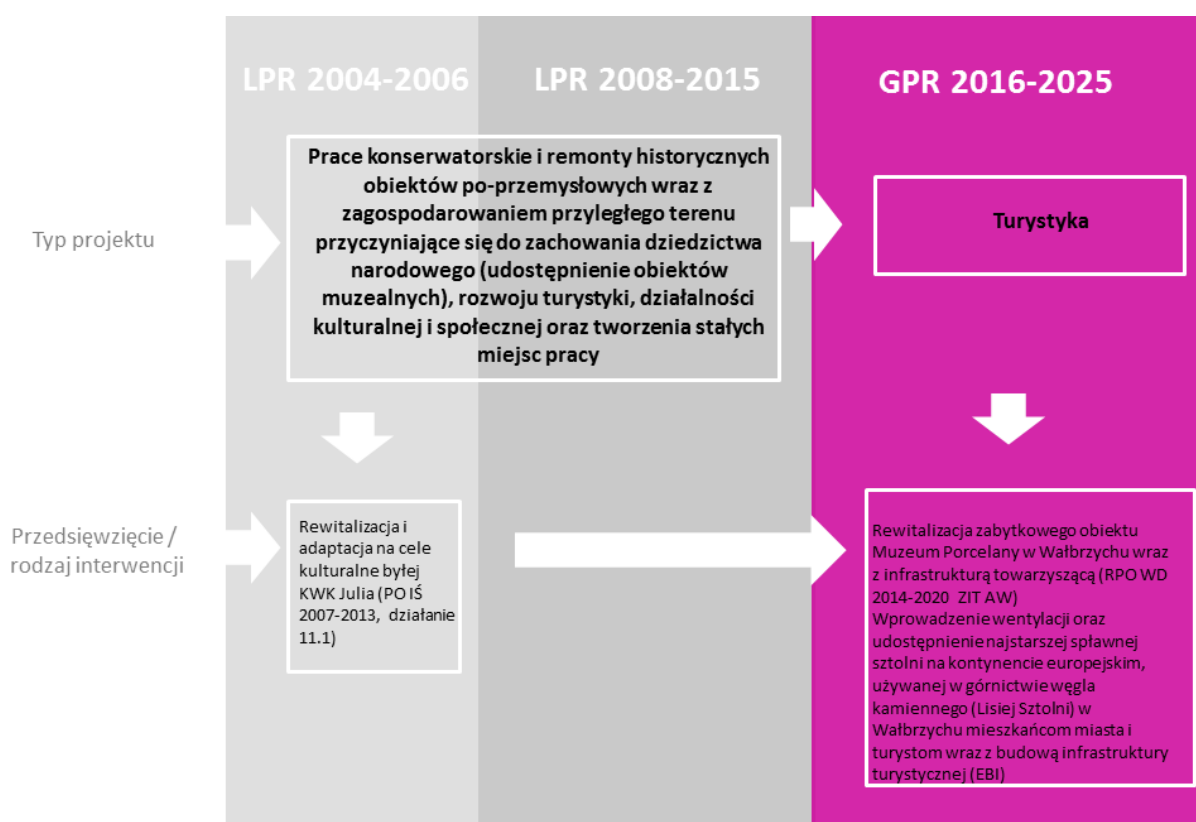 LPR 2004-2006
LPR 2008-2015
GPR 2016-2025
Typ projektu
Prace konserwatorskie i remonty historycznych
obiektów po-przemysłowych wraz z
zagospodarowaniem przyległego terenu
przyczyniające się do zachowania dziedzictwa
narodowego (udostępnienie obiektów
muzealnych), rozwoju turystyki, działalności
kulturalnej i społecznej oraz tworzenia stałych
miejsc pracy
Turystyka
Przedsięwzięcie /
rodzaj interwencji
Rewitalizacja i
adaptacja na cele
kulturalne byłej
KWK Julia (PO IŚ
2007-2013, działanie
11.1)
Rewitalizacja zabytkowego obiektu
Muzeum Porcelany w Wałbrzychu wraz
z infrastrukturą towarzyszącą (RPO WD
2014-2020 ZIT AW)
Wprowadzenie wentylacji oraz
udostępnienie najstarszej spławnej
sztolni na kontynencie europejskim,
używanej w górnictwie węgla
kamiennego (Lisiej Sztolni) w
Wałbrzychu mieszkańcom miasta i
turystom wraz z budową infrastruktury
turystycznej (EBI)